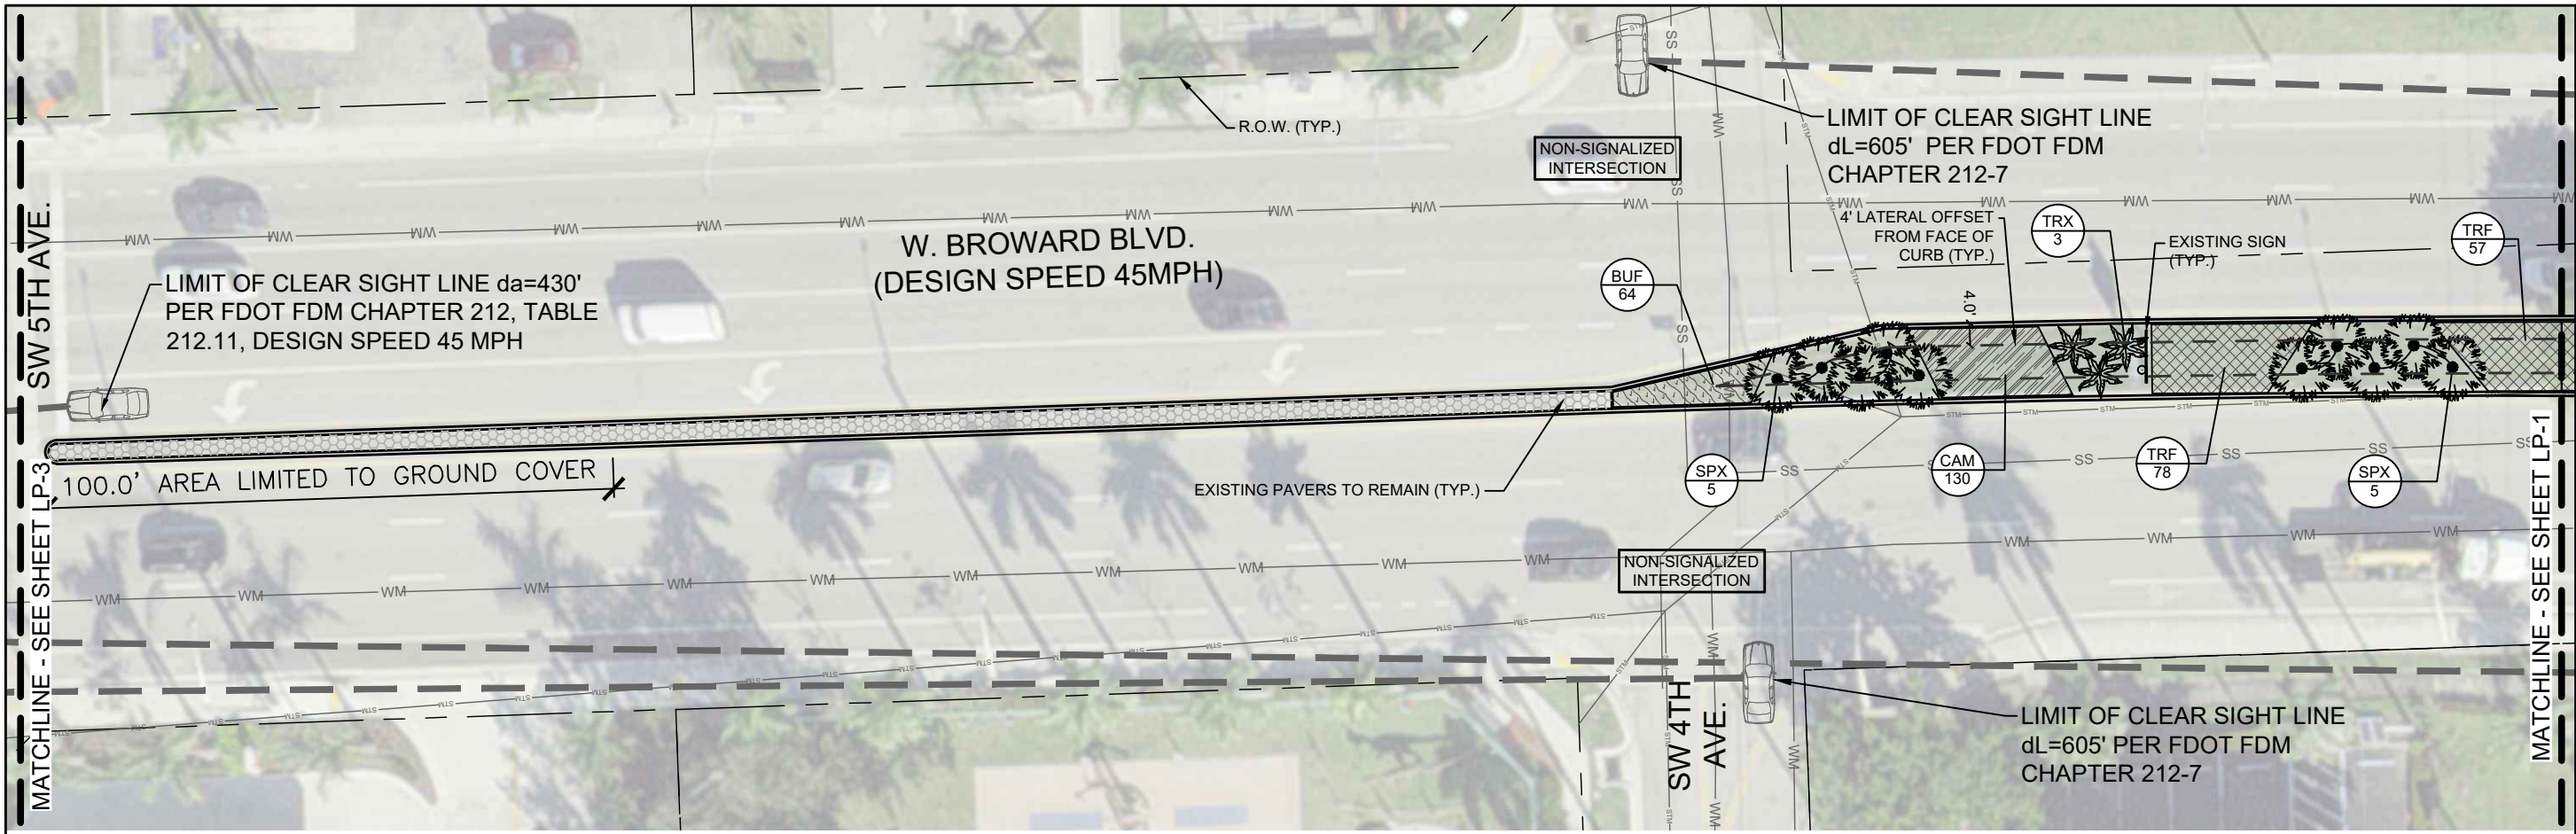 MATCHLINE - SEE SHEET LP-3
SW 5TH AVE.
LIMIT OF CLEAR SIGHT LINE da=430'
PER FDOT FDM CHAPTER 212, TABLE
212.11, DESIGN SPEED 45 MPH
100.0' AREA LIMITED TO GROUND COVER
R.O.W. (TYP.)
W. BROWARD BLVD.
(DESIGN SPEED 45MPH)
EXISTING PAVERS TO REMAIN (TYP.)
NON-SIGNALIZED
INTERSECTION
LIMIT OF CLEAR SIGHT LINE
dL=605' PER FDOT FDM
CHAPTER 212-7
4' LATERAL OFFSET
FROM FACE OF
CURB (TYP.)
4.0'
TRX
3
EXISTING SIGN
(TYP.)
TRF
57
BUF
64
SPX
5
CAM
130
TRF
78
SPX
5
NON-SIGNALIZED
INTERSECTION
SW 4TH
AVE.
LIMIT OF CLEAR SIGHT LINE
dL=605' PER FDOT FDM
CHAPTER 212-7
MATCHLINE - SEE SHEET LP-1
WM
SS
STM